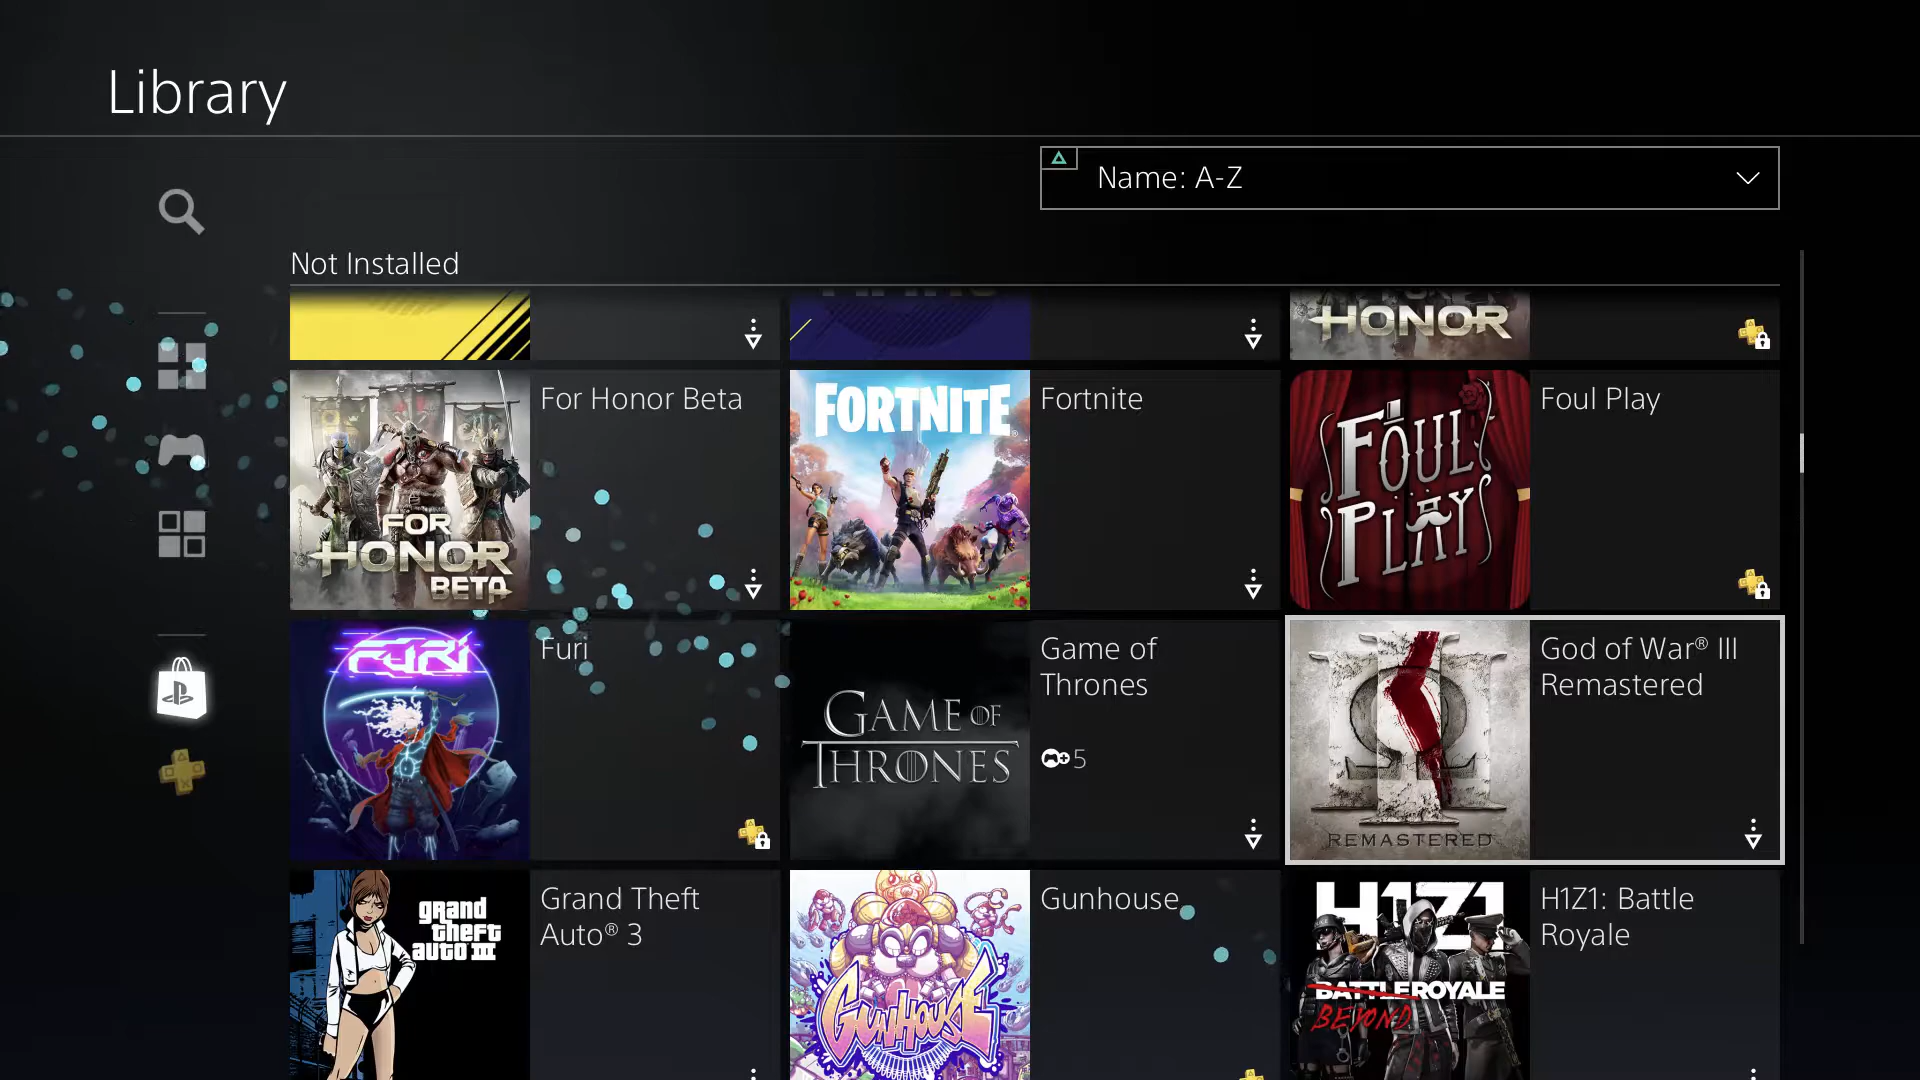 Library
Name: A-Z
Not Installed
HONOR
For Honor Beta
FOR
HONOR
BETA
Fortnite
FORTNITE
Foul Play
FOUL
PLAY
Furi
FURI
Game of
Thrones
GAME OF
THRONES
5
God of War® III
Remastered
REMASTERED
Grand Theft
Auto® 3
grand
theft
auto III
Gunhouse
GUNHOUSE
H1Z1: Battle
Royale
H1Z1
BATTLE ROYALE
BEYOND